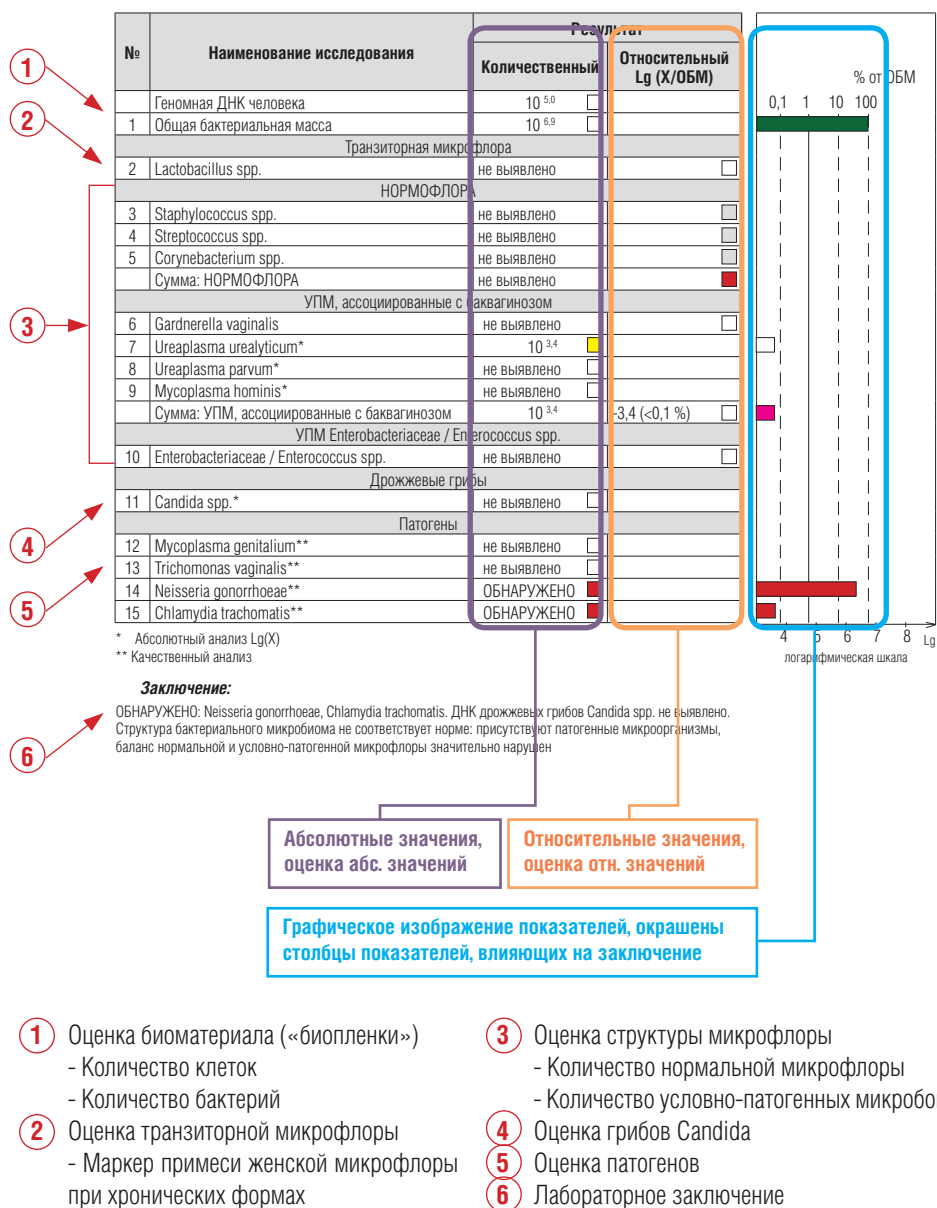 Результат
№ Наименование исследования Количественный Относительный Lg (Х/ОБМ)
% от ОБМ
0,1 1 10 100
Геномная ДНК человека 10 5,0
1 Общая бактериальная масса 10 6,9
Транзиторная микрофлора
2 Lactobacillus spp. не выявлено
НОРМОФЛОРА
3 Staphylococcus spp. не выявлено
4 Streptococcus spp. не выявлено
5 Corynebacterium spp. не выявлено
Сумма: НОРМОФЛОРА не выявлено
УПМ, ассоциированные с баквагинозом
6 Gardnerella vaginalis не выявлено
7 Ureaplasma urealyticum* 10 3,4
8 Ureaplasma parvum* не выявлено
9 Mycoplasma hominis* не выявлено
Сумма: УПМ, ассоциированные с баквагинозом 10 3,4 -3,4 (<0,1 %)
УПМ Enterobacteriaceae / Enterococcus spp.
10 Enterobacteriaceae / Enterococcus spp. не выявлено
Дрожжевые грибы
11 Candida spp.* не выявлено
Патогены
12 Mycoplasma genitalium** не выявлено
13 Trichomonas vaginalis** не выявлено
14 Neisseria gonorrhoeae** ОБНАРУЖЕНО
15 Chlamydia trachomatis** ОБНАРУЖЕНО
4 5 6 7 8 Lg
логарифмическая шкала
* Абсолютный анализ Lg(X)
** Качественный анализ
Заключение:
ОБНАРУЖЕНО: Neisseria gonorrhoeae, Chlamydia trachomatis. ДНК дрожжевых грибов Candida spp. не выявлено.
Структура бактериального микробиома не соответствует норме: присутствуют патогенные микроорганизмы,
баланс нормальной и условно-патогенной микрофлоры значительно нарушен
1
2
3
4
5
6
Абсолютные значения,
оценка абс. значений
Относительные значения,
оценка отн. значений
Графическое изображение показателей, окрашены
столбцы показателей, влияющих на заключение
1 Оценка биоматериала («биопленки»)
- Количество клеток
- Количество бактерий
2 Оценка транзиторной микрофлоры
- Маркер примеси женской микрофлоры
при хронических формах
3 Оценка структуры микрофлоры
- Количество нормальной микрофлоры
- Количество условно-патогенных микробо
4 Оценка грибов Candida
5 Оценка патогенов
6 Лабораторное заключение